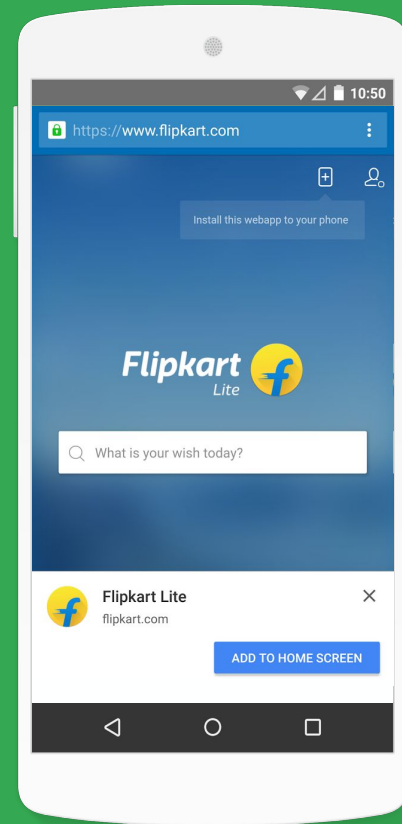 10:50
https://www.flipkart.com
Install this webapp to your phone
Flipkart
Lite
What is your wish today?
Flipkart Lite
flipkart.com
ADD TO HOME SCREEN